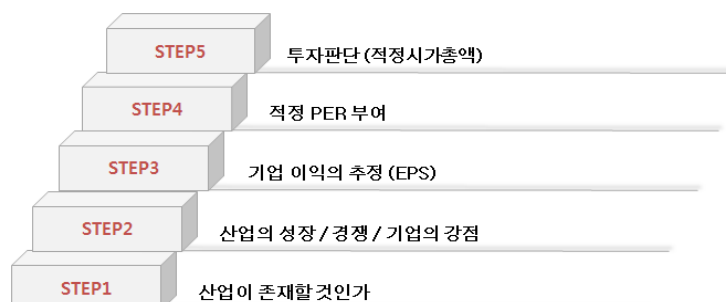 STEP5 투자판단 (적정시가총액)
STEP4 적정 PER 부여
STEP3 기업 이익의 추정 (EPS)
STEP2 산업의 성장 / 경쟁 / 기업의 강점
STEP1 산업이 존재할것인가